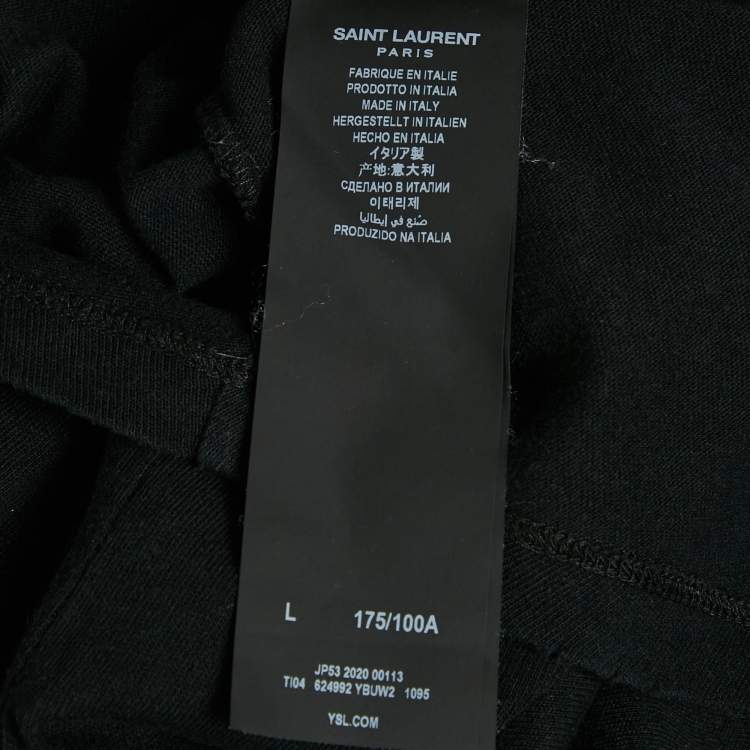 SAINT LAURENT
PARIS
FABRIQUE EN ITALIE
PRODOTTO IN ITALIA
MADE IN ITALY
HERGESTELLT IN ITALIEN
HECHO EN ITALIA
イタリア製
产地:意大利
СДЕЛАНО В ИТАЛИИ
이태리제
صُنع في إيطاليا
PRODUZIDO NA ITALIA
L 175/100A
JP53 2020 00113
TI04 624992 YBUW2 1095
YSL.COM